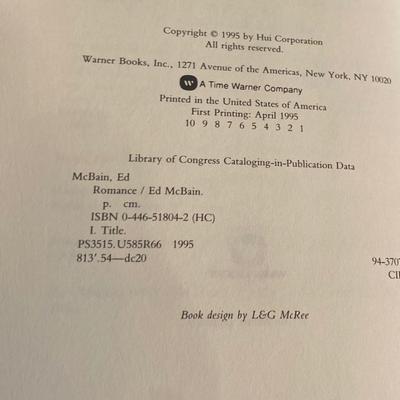 Copyright © 1995 by Hui Corporation
All rights reserved.
Warner Books, Inc., 1271 Avenue of the Americas, New York, NY 10020
W A Time Warner Company
Printed in the United States of America
First Printing: April 1995
10 9 8 7 6 5 4 3 2 1
Library of Congress Cataloging-in-Publication Data
McBain, Ed
Romance / Ed McBain.
p. cm.
ISBN 0-446-51804-2 (HC)
I. Title.
PS3515.U585R66 1995
813'.54—dc20
94-370
CI
Book design by L&G McRee